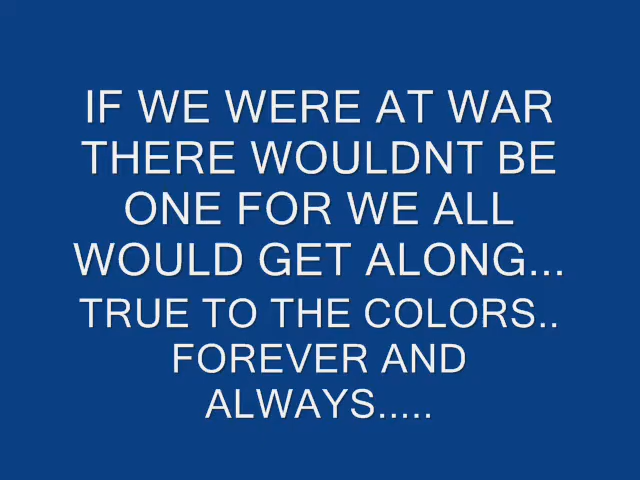 IF WE WERE AT WAR
THERE WOULDNT BE
ONE FOR WE ALL
WOULD GET ALONG...
TRUE TO THE COLORS..
FOREVER AND
ALWAYS.....